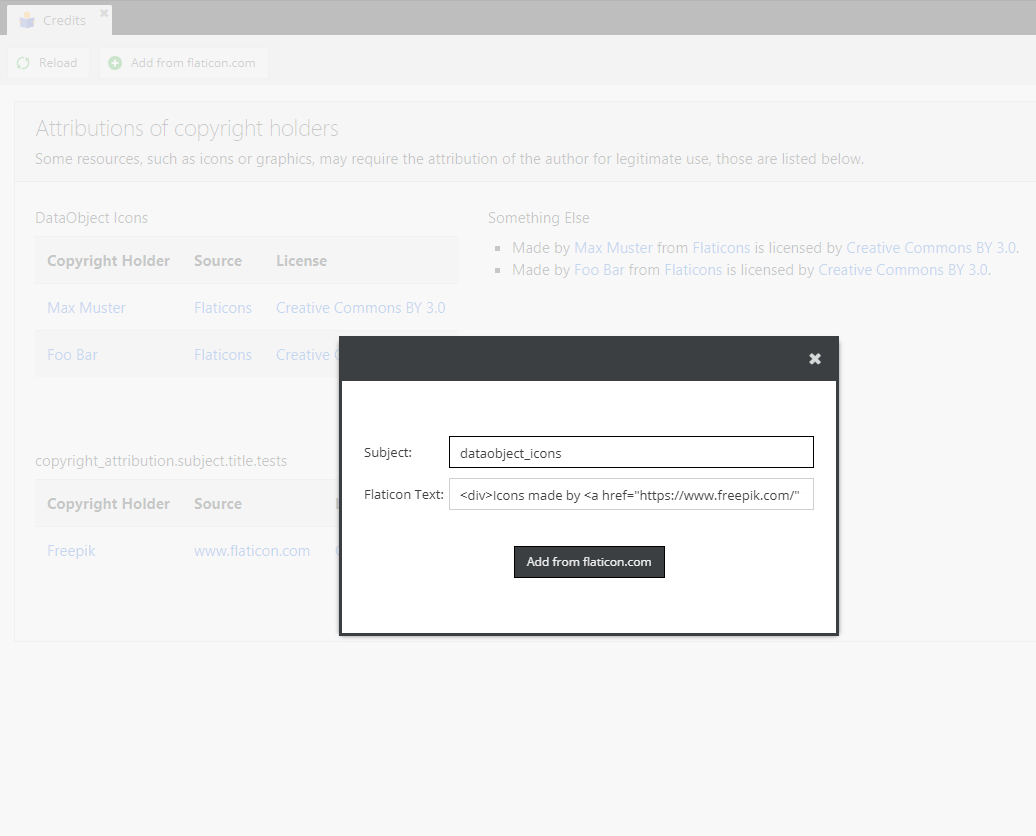 Credits
Reload Add from flaticon.com
Attributions of copyright holders
Some resources, such as icons or graphics, may require the attribution of the author for legitimate use, those are listed below.
DataObject Icons
Copyright Holder Source License
Max Muster Flaticons Creative Commons BY 3.0
Foo Bar Flaticons Creative
Something Else
Made by Max Muster from Flaticons is licensed by Creative Commons BY 3.0.
Made by Foo Bar from Flaticons is licensed by Creative Commons BY 3.0.
copyright_attribution.subject.title.tests
Copyright Holder Source
Freepik www.flaticon.com
Subject: dataobject_icons
Flaticon Text: <div>Icons made by <a href="https://www.freepik.com/"
Add from flaticon.com